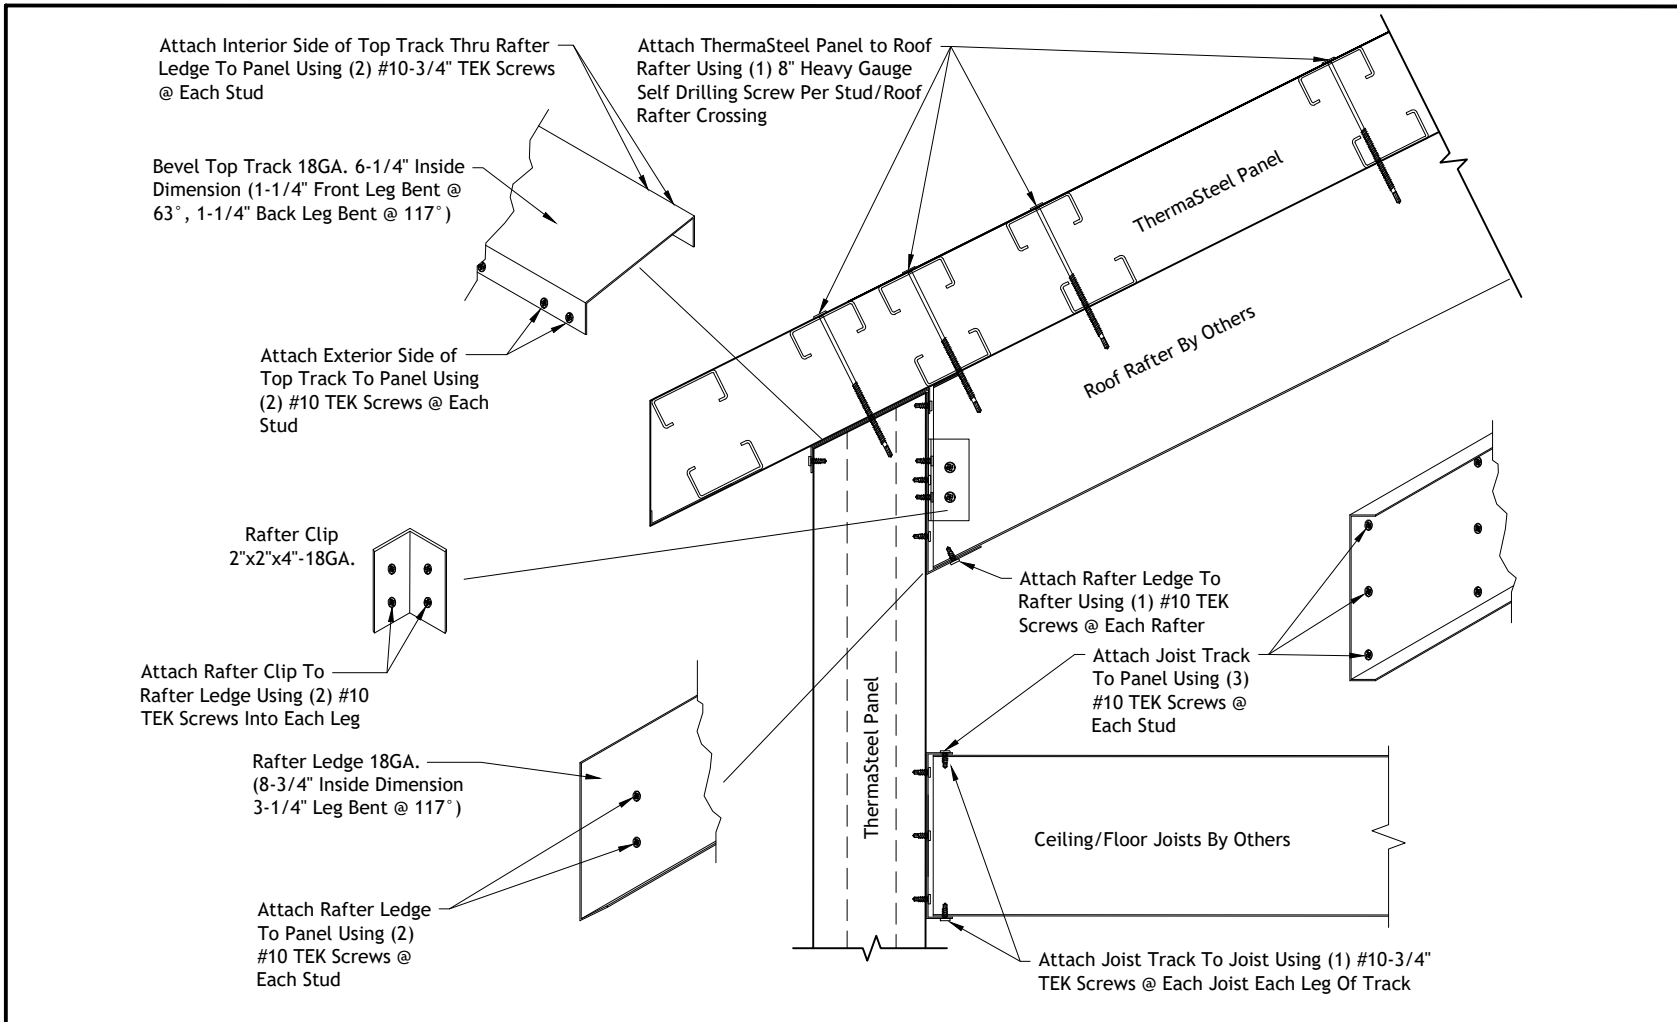 Attach Interior Side of Top Track Thru Rafter
Ledge To Panel Using (2) #10-3/4" TEK Screws
@ Each Stud
Attach ThermaSteel Panel to Roof
Rafter Using (1) 8" Heavy Gauge
Self Drilling Screw Per Stud/Roof
Rafter Crossing
Bevel Top Track 18GA. 6-1/4" Inside
Dimension (1-1/4" Front Leg Bent @
63°, 1-1/4" Back Leg Bent @ 117°)
ThermaSteel Panel
Roof Rafter By Others
Attach Exterior Side of
Top Track To Panel Using
(2) #10 TEK Screws @ Each
Stud
Rafter Clip
2"x2"x4"-18GA.
Attach Rafter Ledge To
Rafter Using (1) #10 TEK
Screws @ Each Rafter
Attach Rafter Clip To
Rafter Ledge Using (2) #10
TEK Screws Into Each Leg
Attach Joist Track
To Panel Using (3)
#10 TEK Screws @
Each Stud
ThermaSteel Panel
Rafter Ledge 18GA.
(8-3/4" Inside Dimension
3-1/4" Leg Bent @ 117°)
Ceiling/Floor Joists By Others
Attach Rafter Ledge
To Panel Using (2)
#10 TEK Screws @
Each Stud
Attach Joist Track To Joist Using (1) #10-3/4"
TEK Screws @ Each Joist Each Leg Of Track